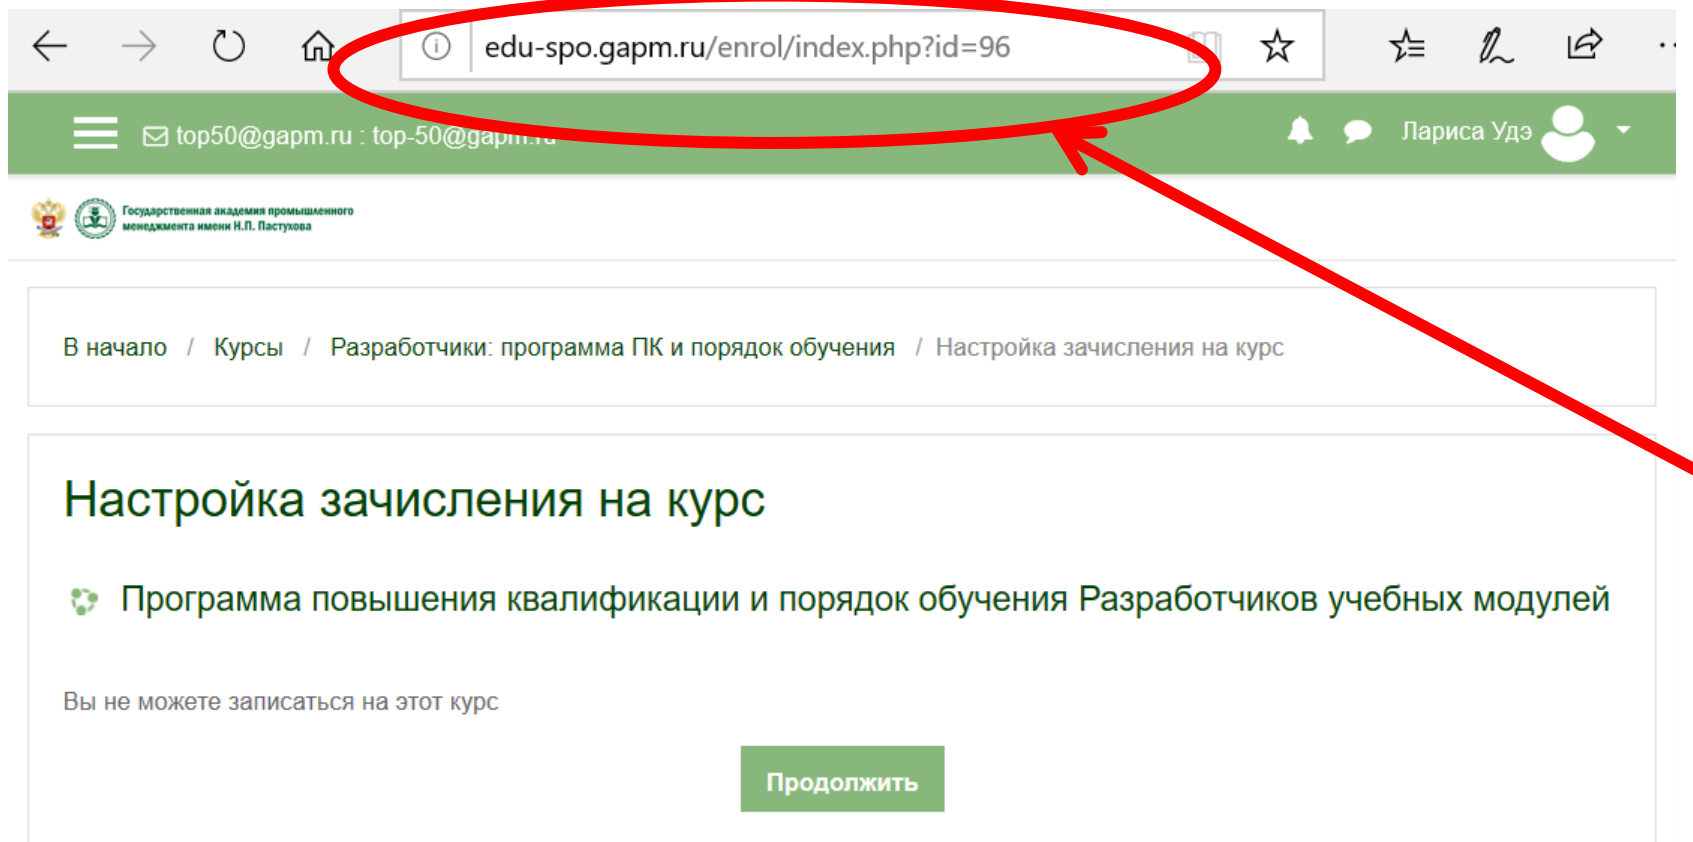 edu-spo.gapm.ru/enrol/index.php?id=96
top50@gapm.ru : top-50@gapm.ru
Лариса Удэ
Государственная академия промышленного
менеджмента имени Н.П. Пастухова
В начало / Курсы / Разработчики: программа ПК и порядок обучения / Настройка зачисления на курс
Настройка зачисления на курс
Программа повышения квалификации и порядок обучения Разработчиков учебных модулей
Вы не можете записаться на этот курс
Продолжить